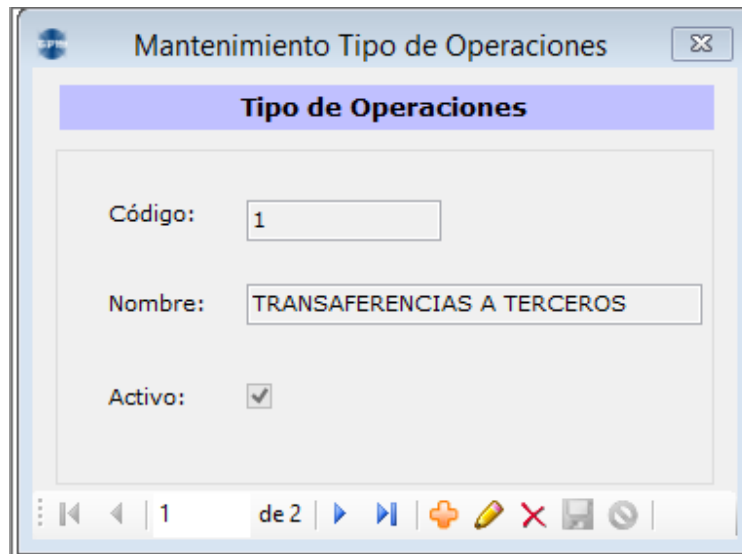 Mantenimiento Tipo de Operaciones
Tipo de Operaciones
Código: 1
Nombre: TRANSAFERENCIAS A TERCEROS
Activo:
1 de 2